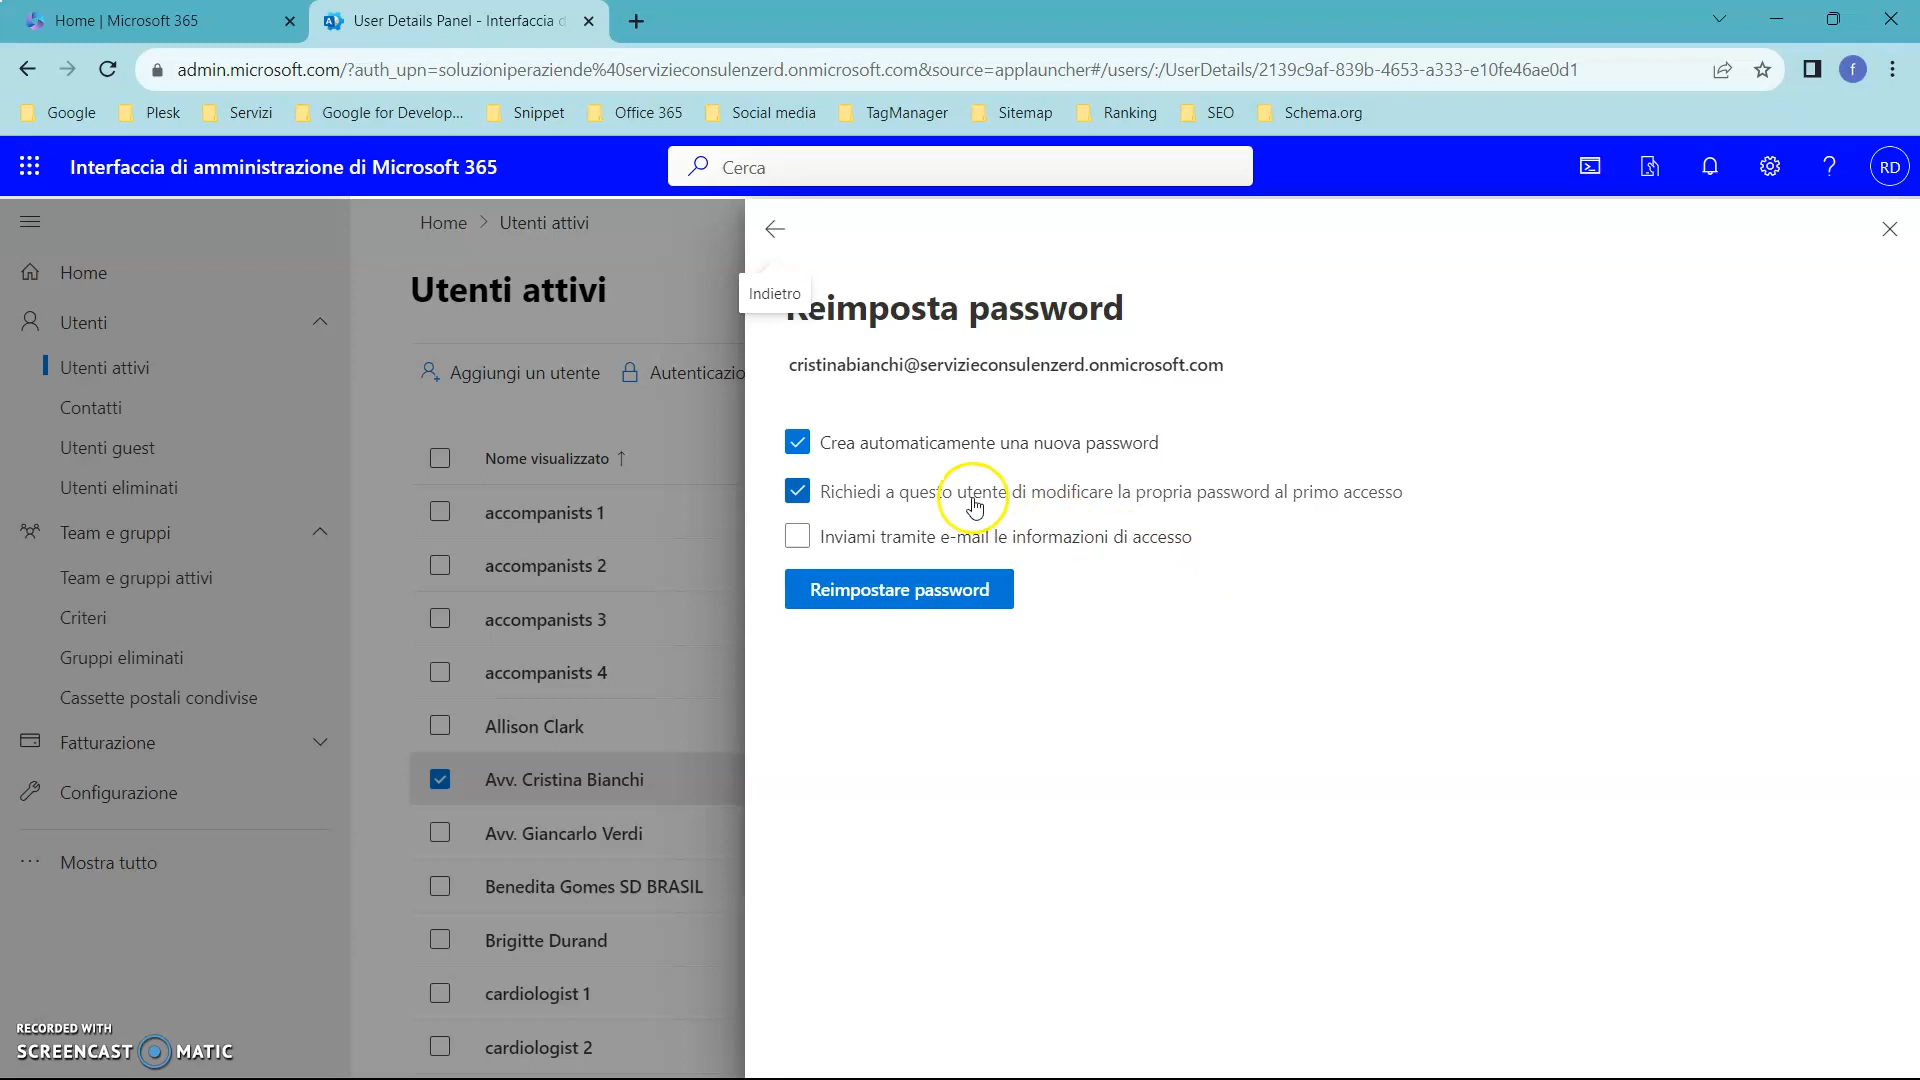 Home | Microsoft 365
User Details Panel - Interfaccia d
admin.microsoft.com/?auth_upn=soluzioniperaziende%40servizieconsulenzerd.onmicrosoft.com&source=applauncher#/users/:/UserDetails/2139c9af-839b-4653-a333-e10fe46ae0d1
f
Google
Plesk
Servizi
Google for Develop...
Snippet
Office 365
Social media
TagManager
Sitemap
Ranking
SEO
Schema.org
Interfaccia di amministrazione di Microsoft 365
Cerca
RD
Home
Utenti
Utenti attivi
Contatti
Utenti guest
Utenti eliminati
Team e gruppi
Team e gruppi attivi
Criteri
Gruppi eliminati
Cassette postali condivise
Fatturazione
Configurazione
Mostra tutto
RECORDED WITH
SCREENCAST MATIC
Home > Utenti attivi
Utenti attivi
Aggiungi un utente
Autenticazio
Nome visualizzato ↑
accompanists 1
accompanists 2
accompanists 3
accompanists 4
Allison Clark
Avv. Cristina Bianchi
Avv. Giancarlo Verdi
Benedita Gomes SD BRASIL
Brigitte Durand
cardiologist 1
cardiologist 2
Indietro
Reimposta password
cristinabianchi@servizieconsulenzerd.onmicrosoft.com
Crea automaticamente una nuova password
Richiedi a questo utente di modificare la propria password al primo accesso
Inviami tramite e-mail le informazioni di accesso
Reimpostare password